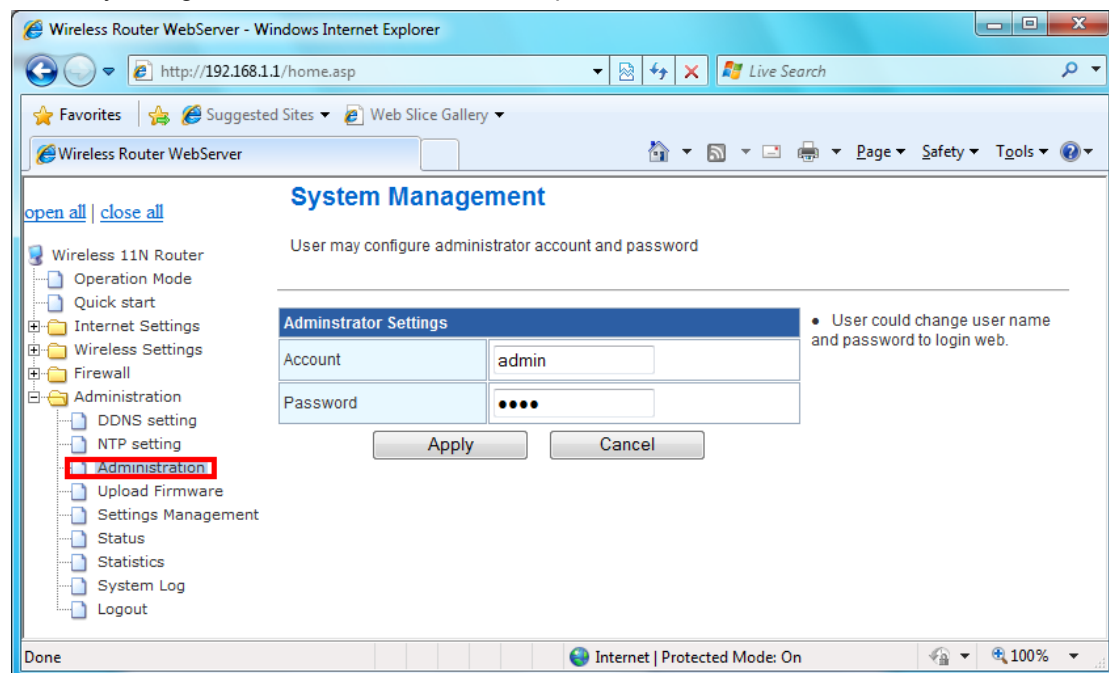 Wireless Router WebServer - Windows Internet Explorer
http://192.168.1.1/home.asp
Live Search
Favorites
Suggested Sites
Web Slice Gallery
Wireless Router WebServer
Page
Safety
Tools
open all | close all
Wireless 11N Router
Operation Mode
Quick start
Internet Settings
Wireless Settings
Firewall
Administration
DDNS setting
NTP setting
Administration
Upload Firmware
Settings Management
Status
Statistics
System Log
Logout
System Management
User may configure administrator account and password
Adminstrator Settings
Account
admin
Password
••••
Apply
Cancel
• User could change user name
and password to login web.
Done
Internet | Protected Mode: On
100%